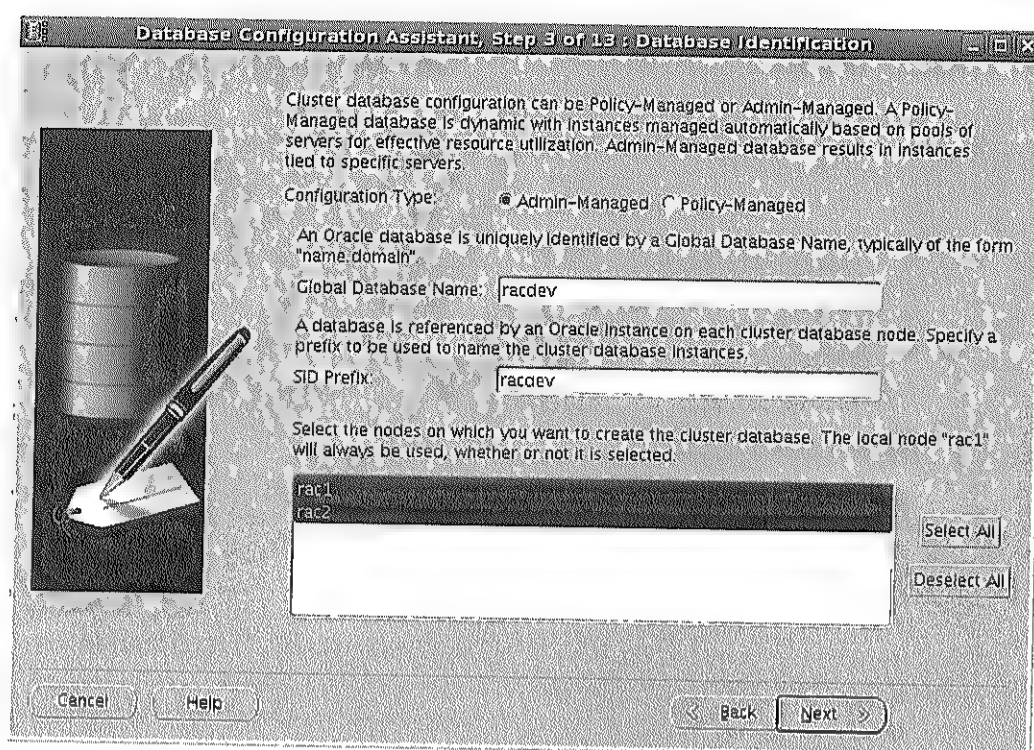 Database Configuration Assistant, Step 3 of 13 : Database Identification
Cluster database configuration can be Policy-Managed or Admin-Managed. A Policy-
Managed database is dynamic with instances managed automatically based on pools of
servers for effective resource utilization. Admin-Managed database results in instances
tied to specific servers.
Configuration Type: Admin-Managed Policy-Managed
An Oracle database is uniquely identified by a Global Database Name, typically of the form
"name.domain".
Global Database Name: racdev
A database is referenced by an Oracle instance on each cluster database node. Specify a
prefix to be used to name the cluster database instances.
SID Prefix: racdev
Select the nodes on which you want to create the cluster database. The local node "rac1"
will always be used, whether or not it is selected.
rac1
rac2
Select All
Deselect All
Cancel Help Back Next